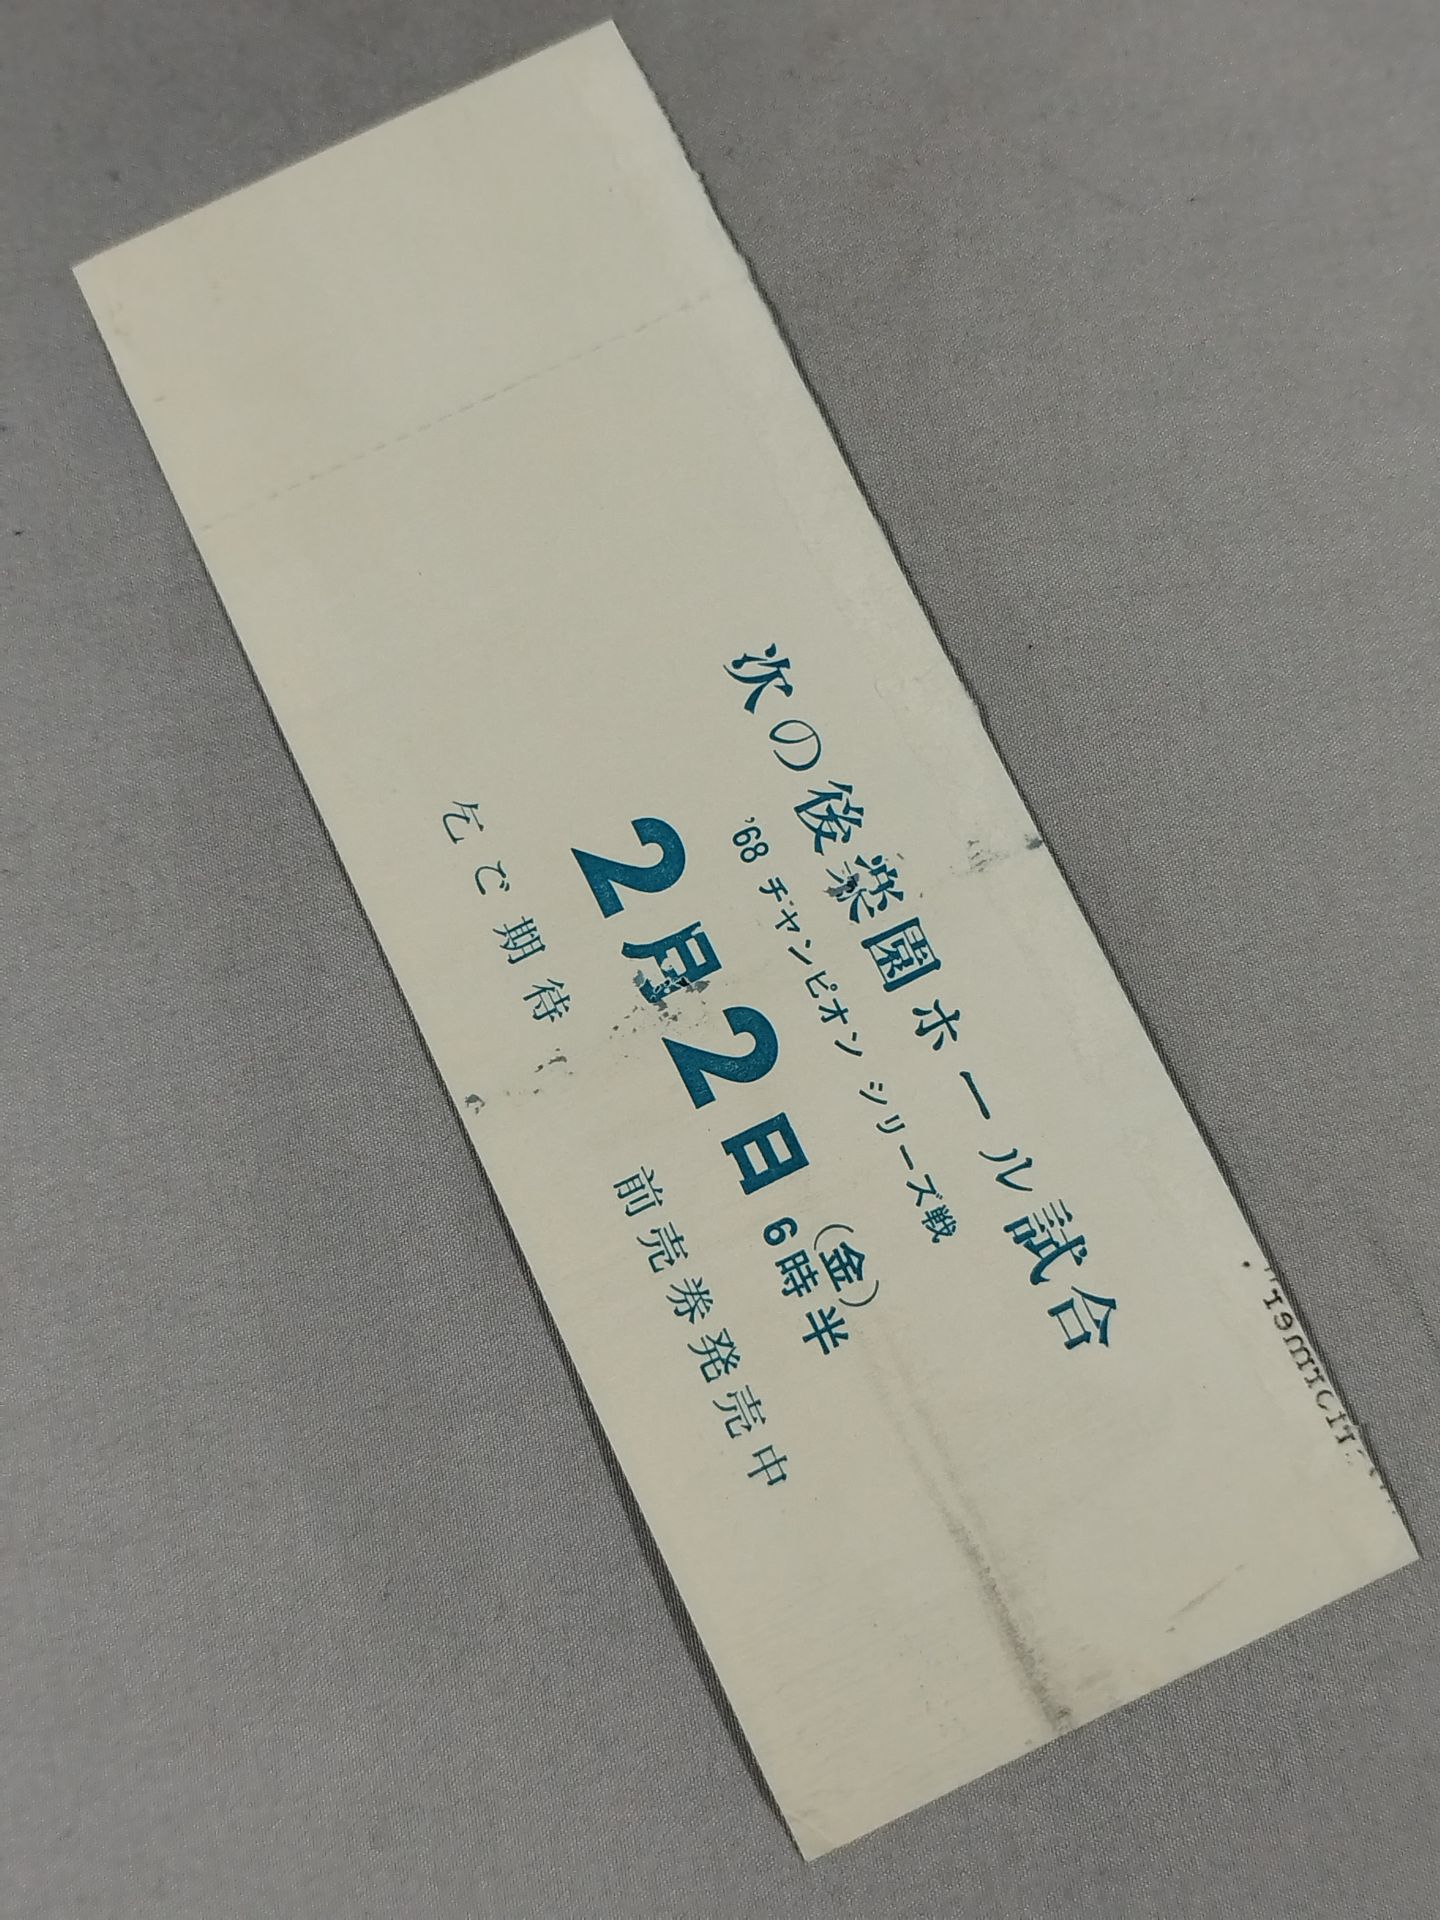 次の後楽園ホール試合
'68 チャンピオン シリーズ戦
2月2日(金)6時半
乞ご期待 前売券発売中